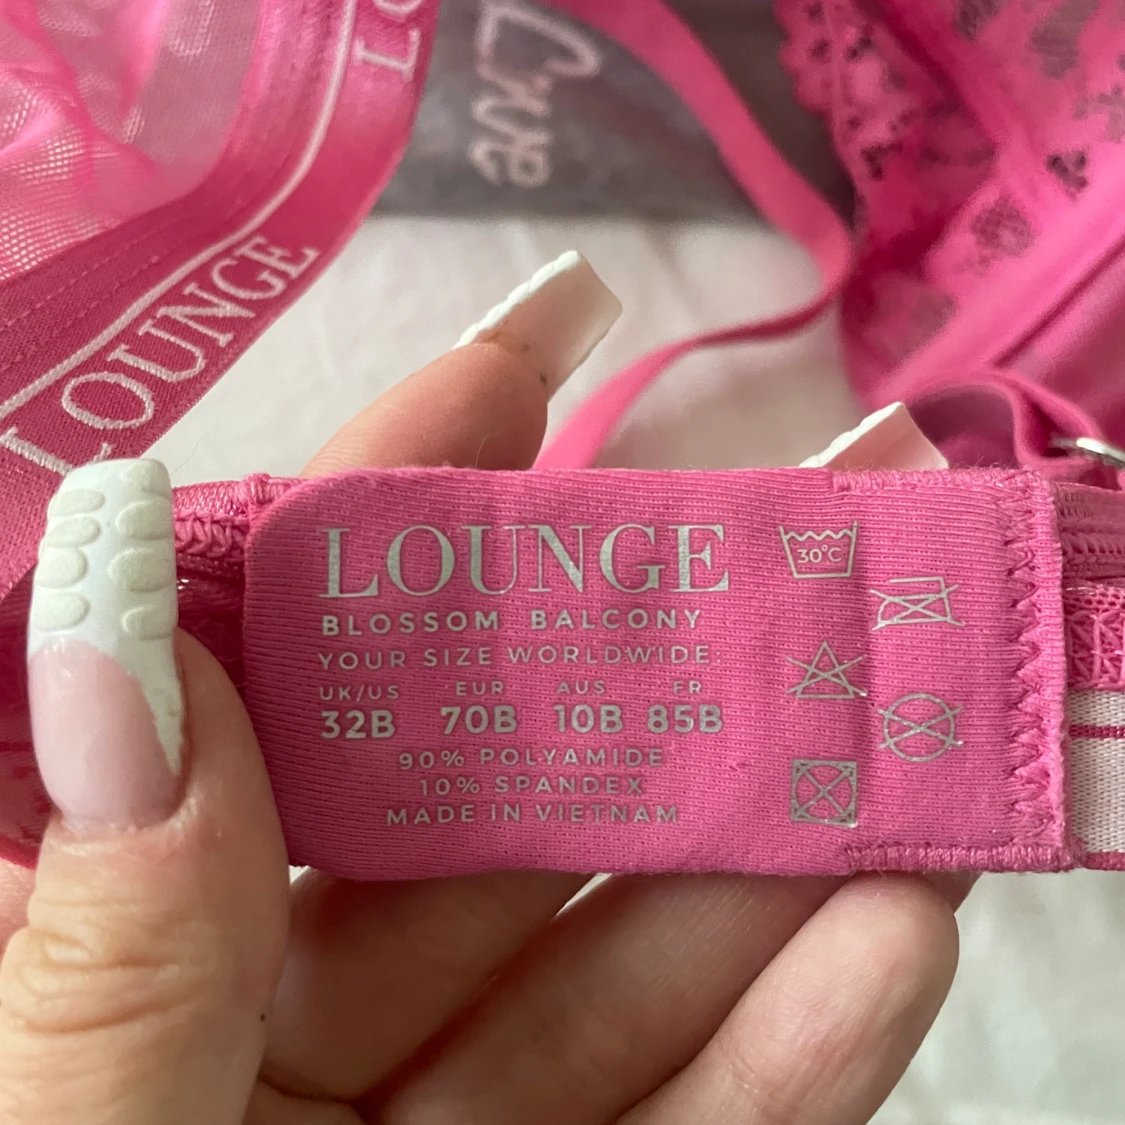 LO
LOUNGE
LOUNGE
BLOSSOM BALCONY
YOUR SIZE WORLDWIDE:
UK/US EUR AUS FR
32B 70B 10B 85B
90% POLYAMIDE
10% SPANDEX
MADE IN VIETNAM
30°C